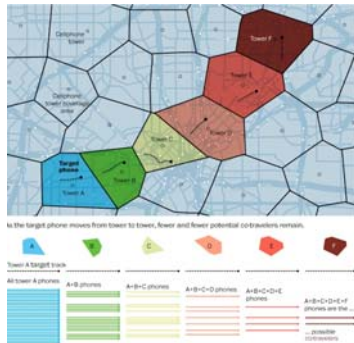 Cellphone
tower
Tower F
Cellphone
tower coverage
area
Tower E
Tower C
Tower D
Target
phone
Tower B
Tower A
As the target phone moves from tower to tower, fewer and fewer potential co-travelers remain.
A
B
C
D
E
F
Tower A target track
All tower A phones
A+B phones
A+B+C phones
A+B+C+D phones
A+B+C+D+E
phones
A+B+C+D+E+F
phones are the ...
... possible
co-travelers